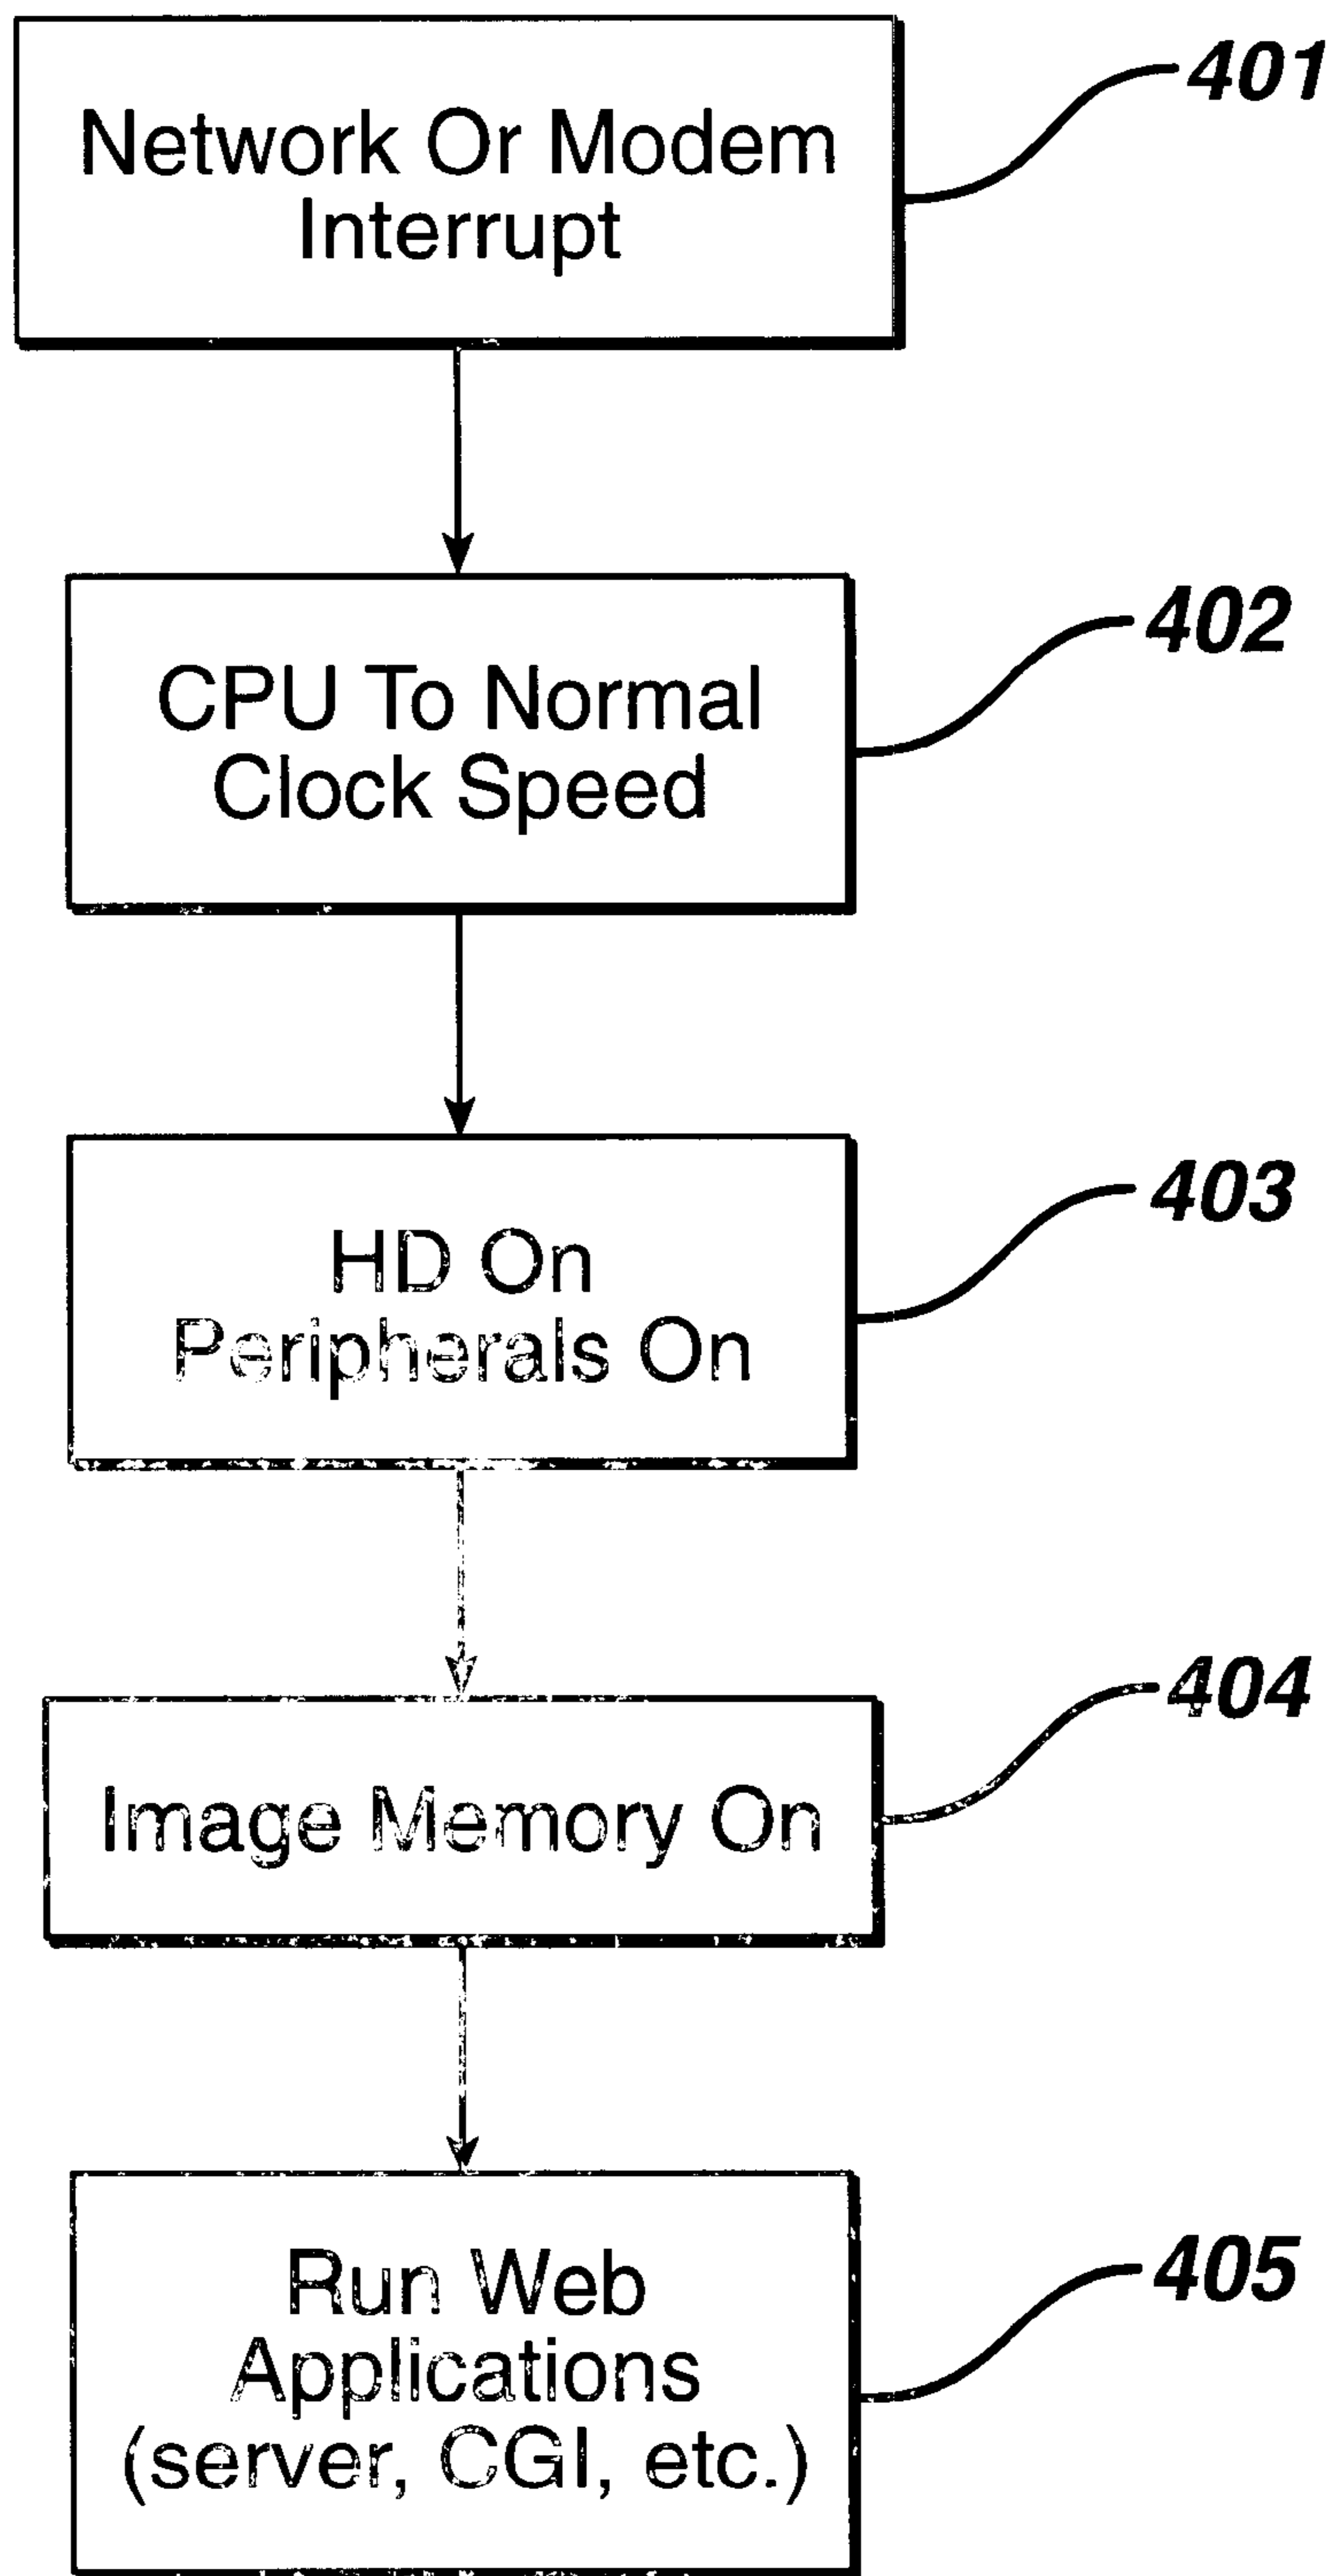 401
Network Or Modem
Interrupt
402
CPU To Normal
Clock Speed
403
HD On
Peripherals On
404
Image Memory On
405
Run Web
Applications
(server, CGI, etc.)